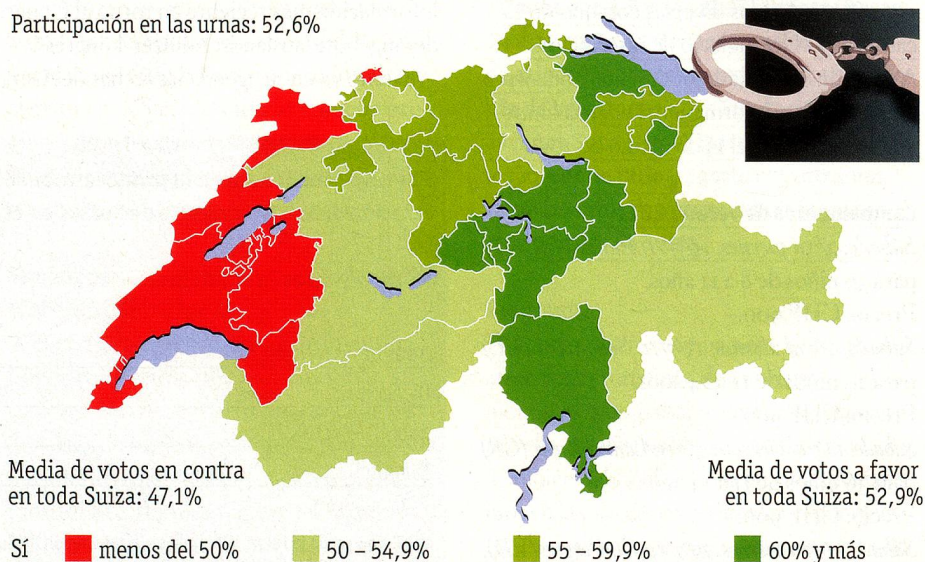 Participación en las urnas: 52,6%
Media de votos en contra
en toda Suiza: 47,1%
Media de votos a favor
en toda Suiza: 52,9%
Sí menos del 50% 50 – 54,9% 55 – 59,9% 60% y más